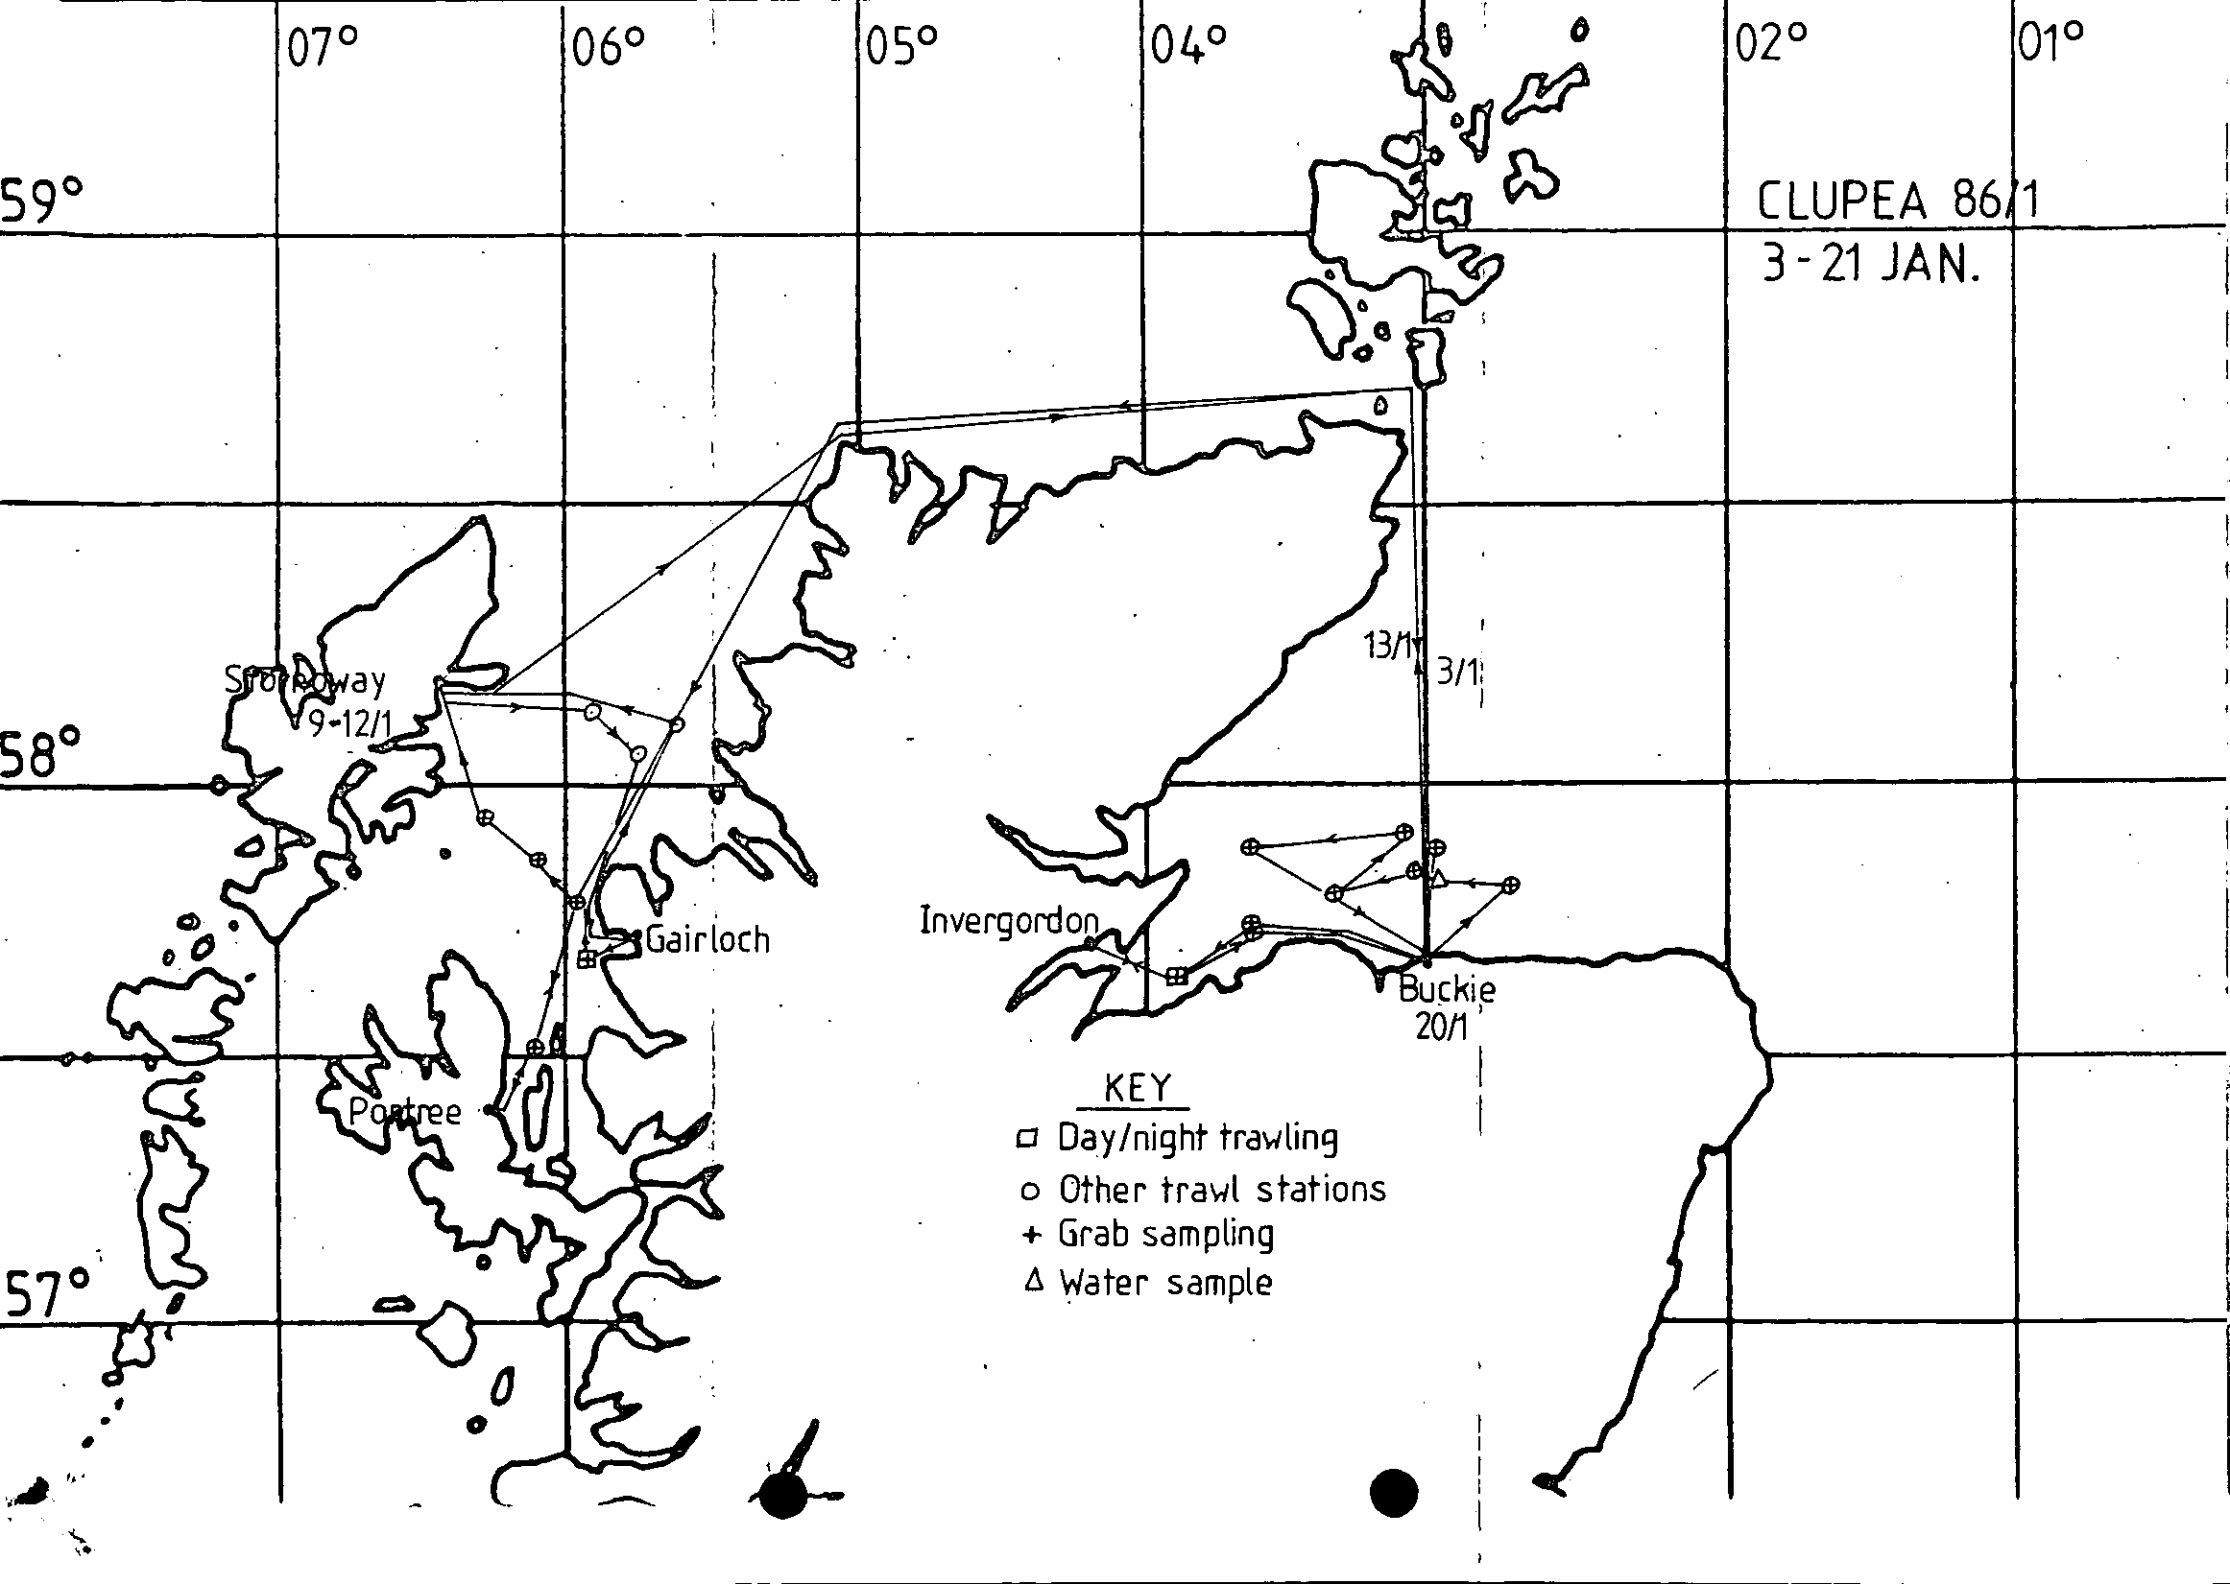 07° 06° 05° 04° 02° 01°
59°
CLUPEA 86/1
3-21 JAN.
13/1 3/1
Stornoway
9-12/1
58°
Invergordon
Gairloch
Buckie
20/1
Portree
KEY
Day/night trawling
Other trawl stations
+ Grab sampling
Water sample
57°